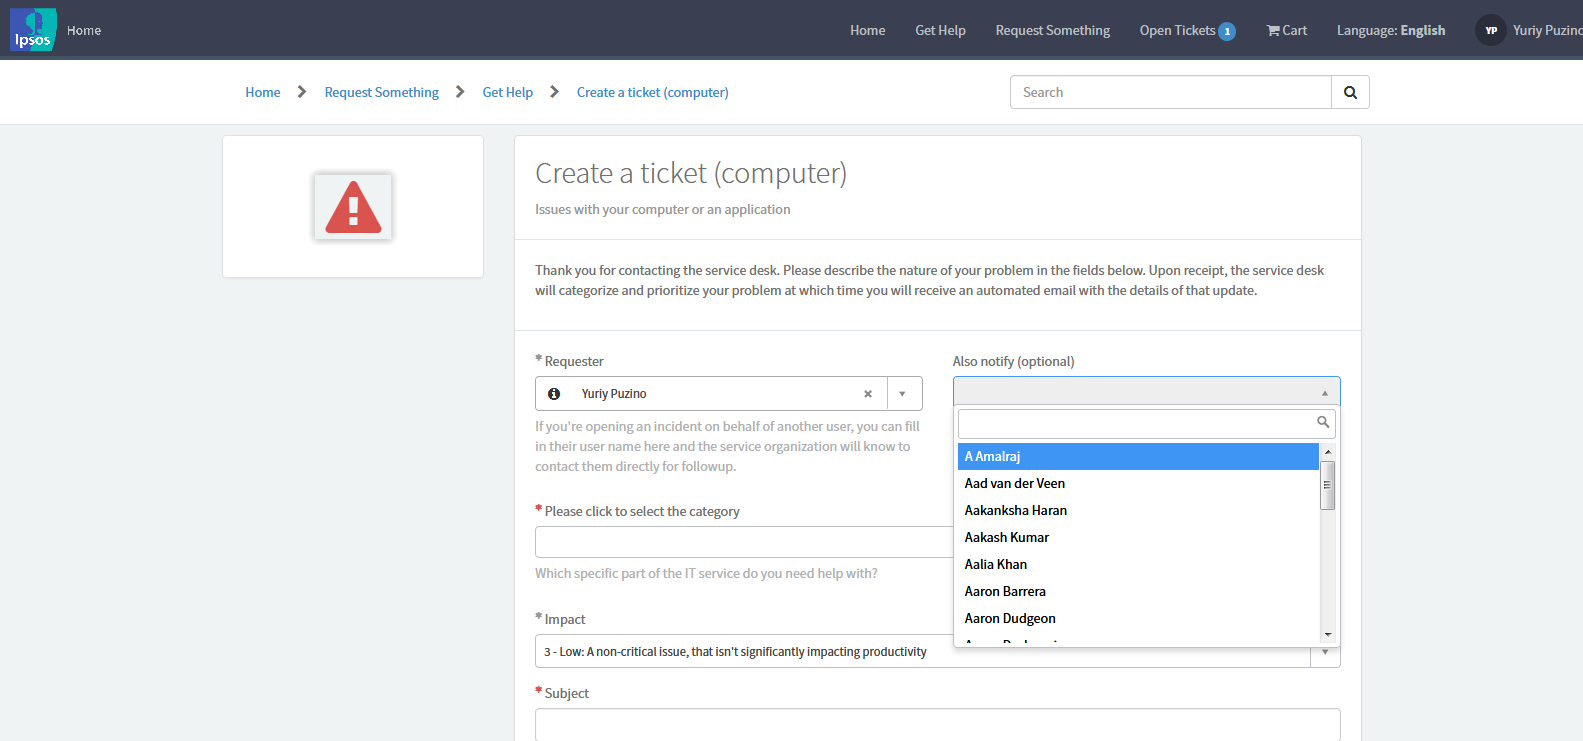 Ipsos
Home
Home
Get Help
Request Something
Open Tickets 1
Cart
Language: English
YP
Yuriy Puzino
Home
Request Something
Get Help
Create a ticket (computer)
Search
Create a ticket (computer)
Issues with your computer or an application
Thank you for contacting the service desk. Please describe the nature of your problem in the fields below. Upon receipt, the service desk
will categorize and prioritize your problem at which time you will receive an automated email with the details of that update.
* Requester
Yuriy Puzino
If you're opening an incident on behalf of another user, you can fill
in their user name here and the service organization will know to
contact them directly for followup.
Also notify (optional)
A Amalraj
Aad van der Veen
Aakanksha Haran
Aakash Kumar
Aalia Khan
Aaron Barrera
Aaron Dudgeon
* Please click to select the category
Which specific part of the IT service do you need help with?
* Impact
3 - Low: A non-critical issue, that isn't significantly impacting productivity
* Subject